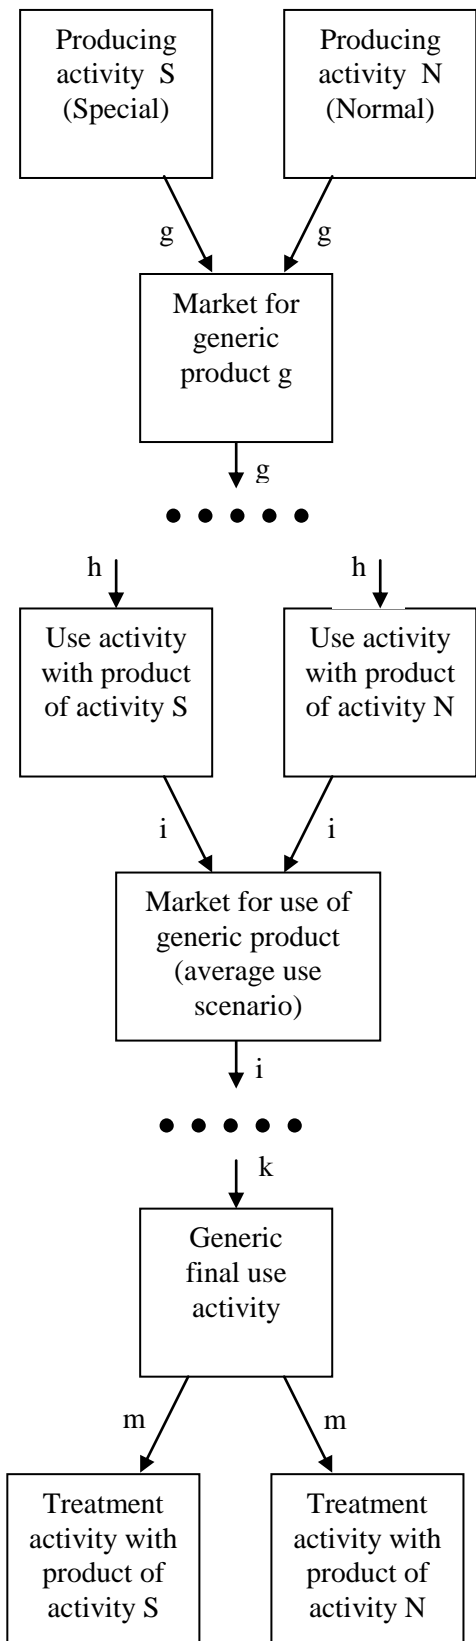 Producing
activity S
(Special)
Producing
activity N
(Normal)
g
g
Market for
generic
product g
g
h
h
Use activity
with product
of activity S
Use activity
with product
of activity N
i
i
Market for use of
generic product
(average use
scenario)
i
k
Generic
final use
activity
m
m
Treatment
activity with
product of
activity S
Treatment
activity with
product of
activity N